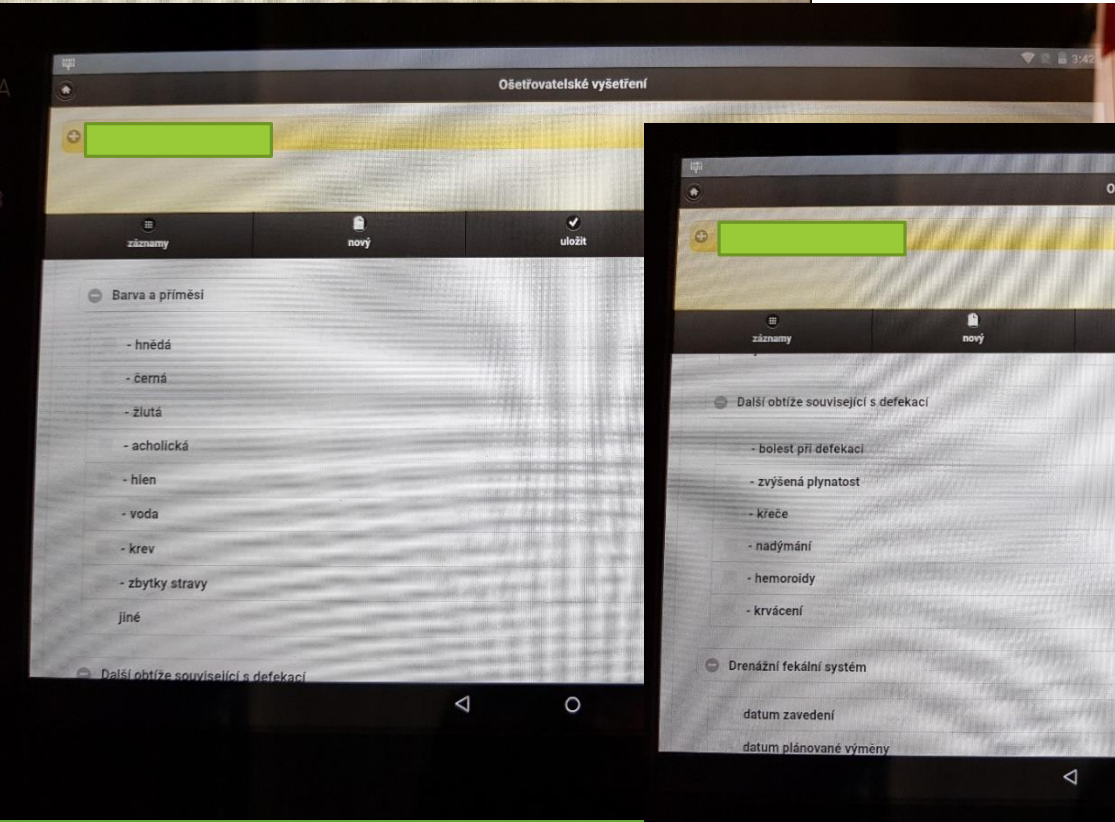 3:42
Ošetřovatelské vyšetření
záznamy
nový
uložit
Barva a příměsi
- hnědá
- černá
- žlutá
- acholická
- hlen
- voda
- krev
- zbytky stravy
jiné
Další obtíže související s defekací
záznamy
nový
Další obtíže související s defekací
- bolest při defekaci
- zvýšená plynatost
- křeče
- nadýmání
- hemoroidy
- krvácení
Drenážní fekální systém
datum zavedení
datum plánované výměny